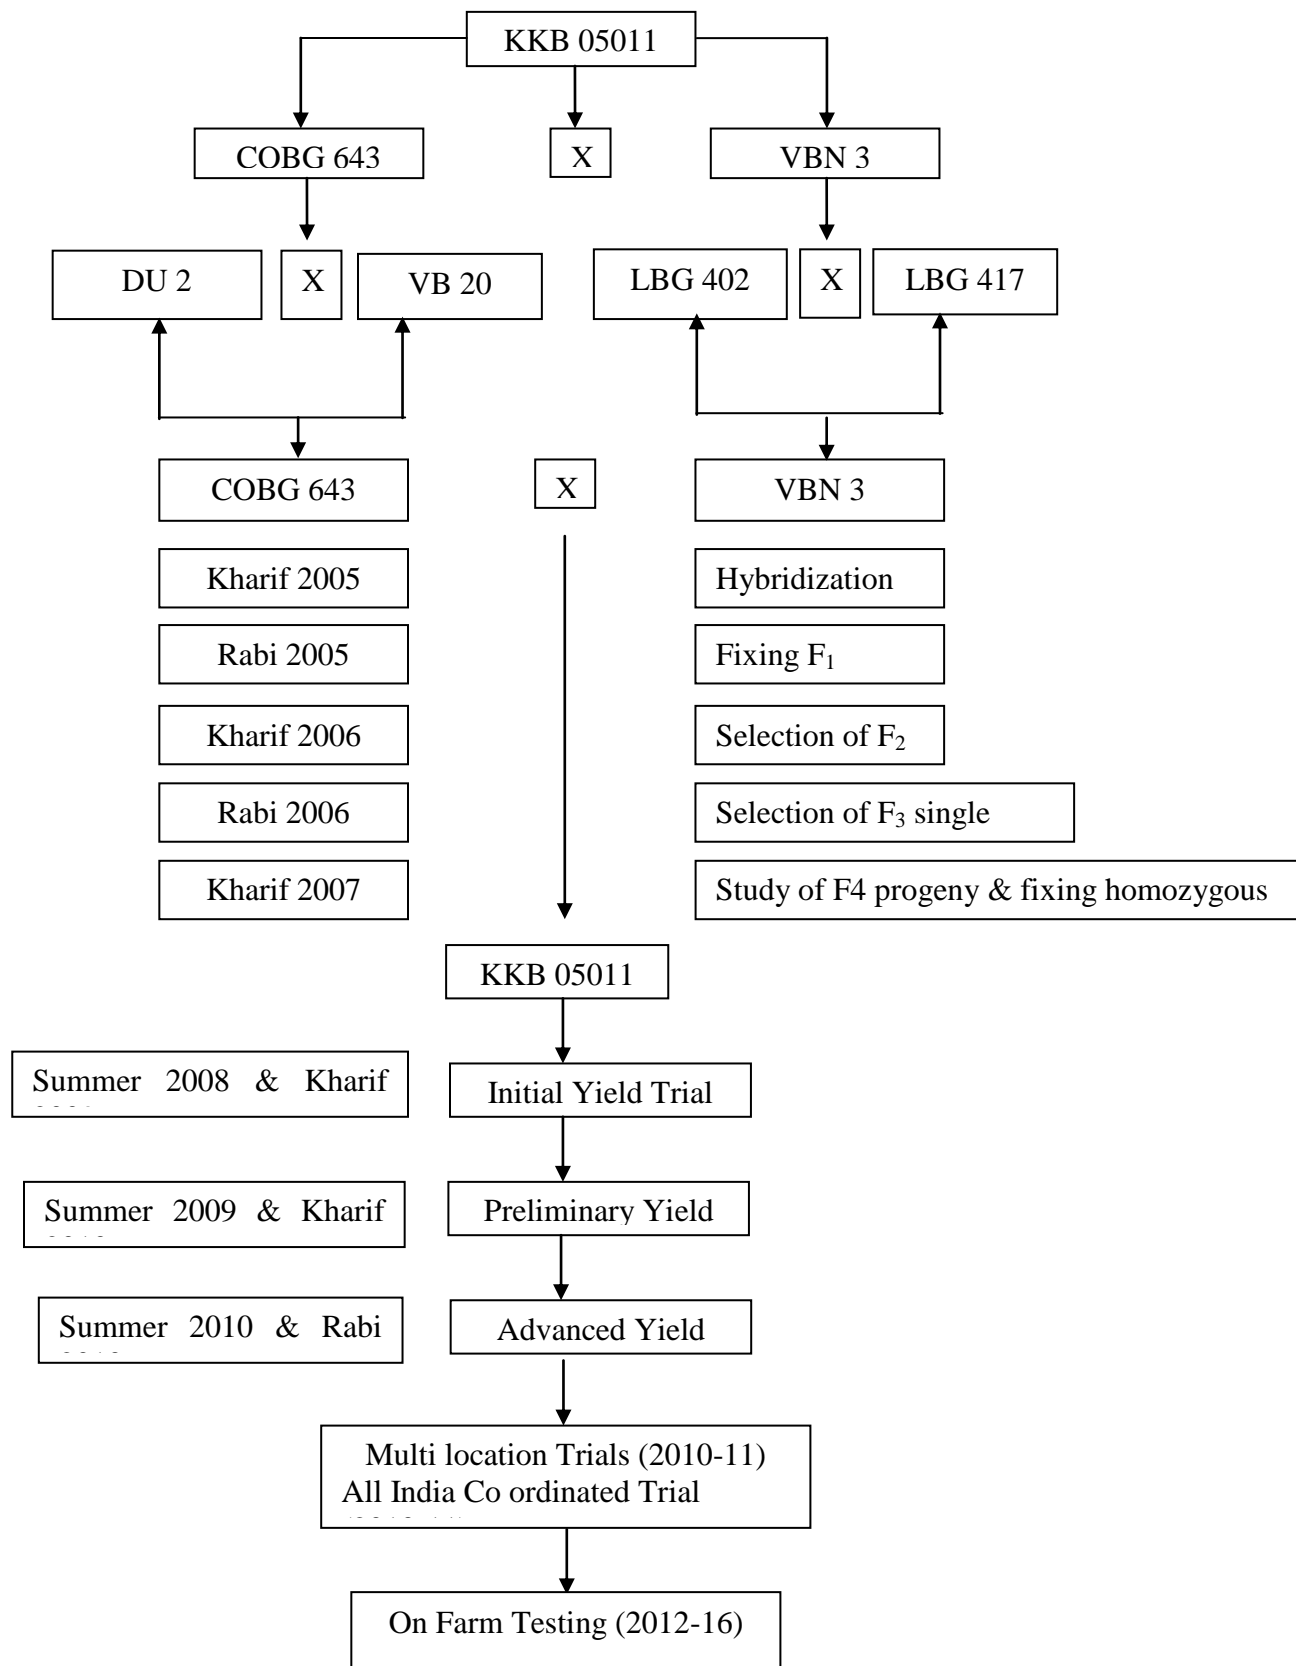 KKB 05011
COBG 643
X
VBN 3
DU 2
X
VB 20
LBG 402
X
LBG 417
COBG 643
X
VBN 3
Kharif 2005
Hybridization
Rabi 2005
Fixing F1
Kharif 2006
Selection of F2
Rabi 2006
Selection of F3 single
Kharif 2007
Study of F4 progeny & fixing homozygous
KKB 05011
Summer 2008 & Kharif
Initial Yield Trial
Summer 2009 & Kharif
Preliminary Yield
Summer 2010 & Rabi
Advanced Yield
Multi location Trials (2010-11)
All India Co ordinated Trial
On Farm Testing (2012-16)